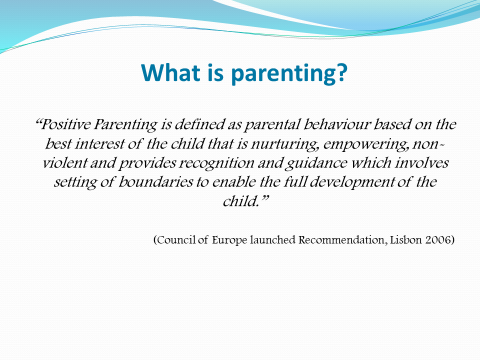 What is parenting?
“Positive Parenting is defined as parental behaviour based on the
best interest of the child that is nurturing, empowering, non-
violent and provides recognition and guidance which involves
setting of boundaries to enable the full development of the
child.”
(Council of Europe launched Recommendation, Lisbon 2006)